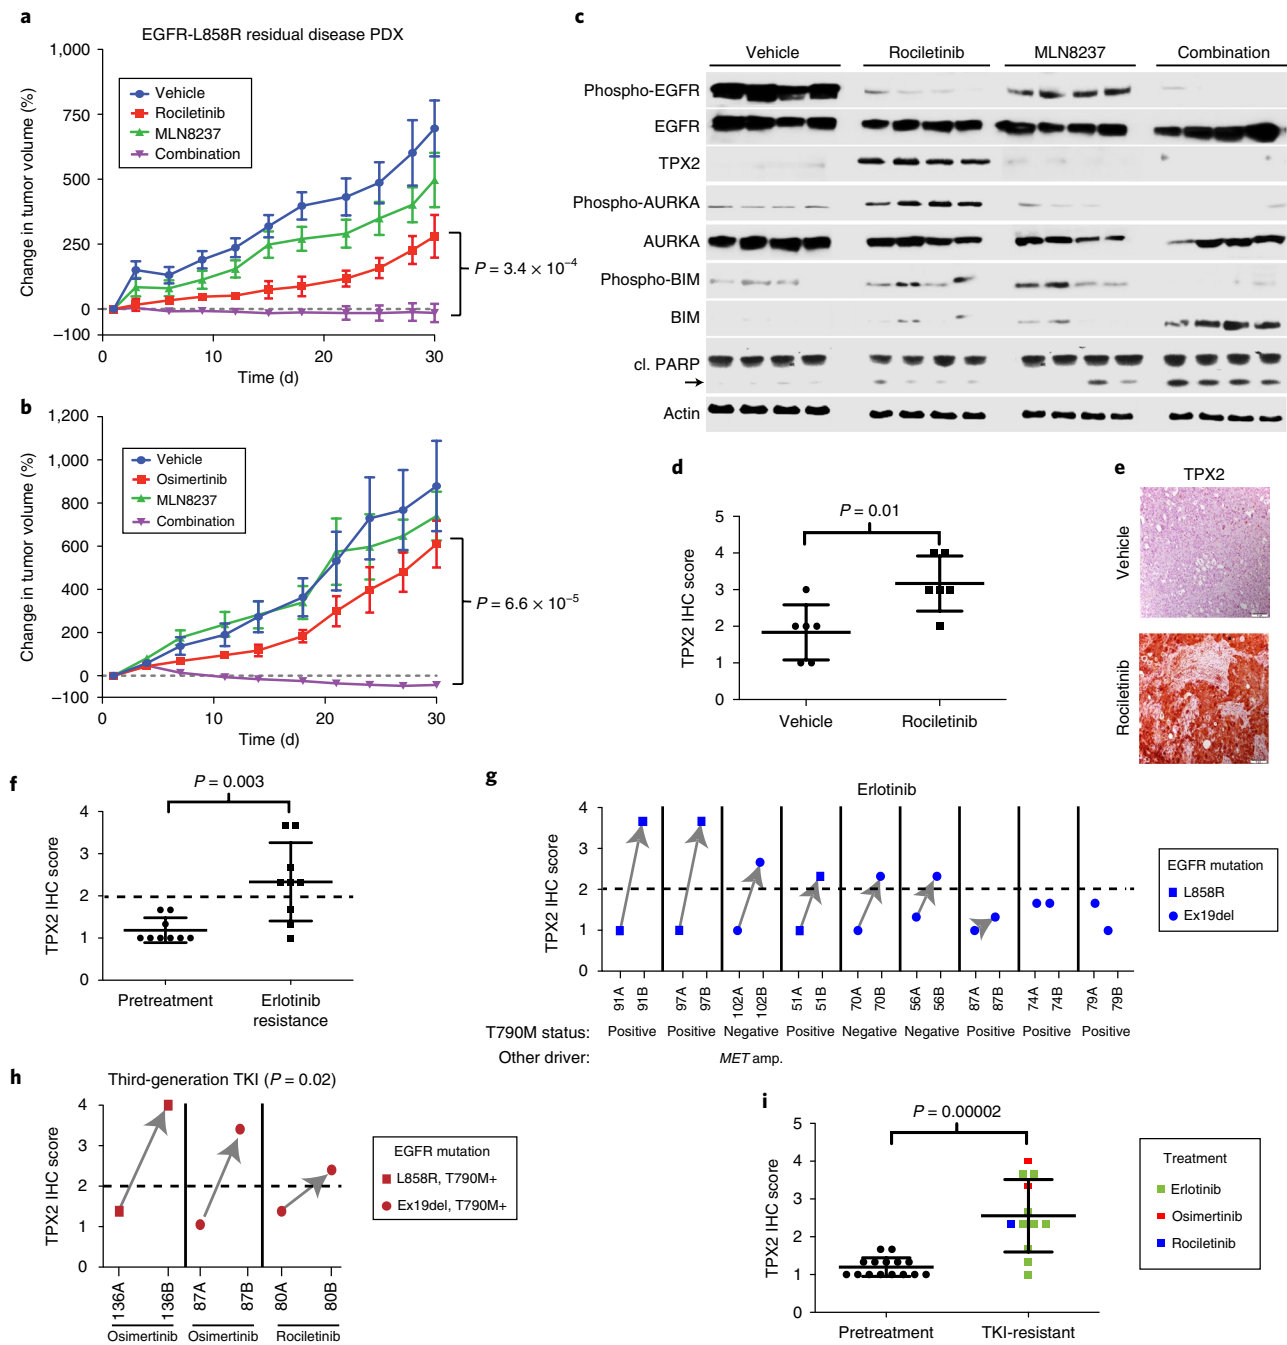 a
EGFR-L858R residual disease PDX
Change in tumor volume (%)
1,000
750
500
250
0
–100
Vehicle
Rociletinib
MLN8237
Combination
P = 3.4 × 10⁻⁴
0 10 20 30
Time (d)
b
Change in tumor volume (%)
1,200
1,000
800
600
400
200
0
–100
Vehicle
Osimertinib
MLN8237
Combination
P = 6.6 × 10⁻⁵
0 10 20 30
Time (d)
c
Vehicle Rociletinib MLN8237 Combination
Phospho-EGFR
EGFR
TPX2
Phospho-AURKA
AURKA
Phospho-BIM
BIM
cl. PARP
Actin
d
P = 0.01
TPX2 IHC score
5
4
3
2
1
0
Vehicle Rociletinib
e
TPX2
Vehicle
Rociletinib
f
P = 0.003
TPX2 IHC score
4
3
2
1
0
Pretreatment Erlotinib
resistance
g
Erlotinib
TPX2 IHC score
4
3
2
1
0
91A 91B 97A 97B 102A 102B 51A 51B 70A 70B 56A 56B 87A 87B 74A 74B 79A 79B
T790M status: Positive Positive Negative Positive Negative Negative Positive Positive Positive
Other driver: MET amp.
EGFR mutation
L858R
Ex19del
h
Third-generation TKI (P = 0.02)
TPX2 IHC score
4
3
2
1
0
136A 136B 87A 87B 80A 80B
Osimertinib Osimertinib Rociletinib
EGFR mutation
L858R, T790M+
Ex19del, T790M+
i
P = 0.00002
TPX2 IHC score
5
4
3
2
1
0
Pretreatment TKI-resistant
Treatment
Erlotinib
Osimertinib
Rociletinib